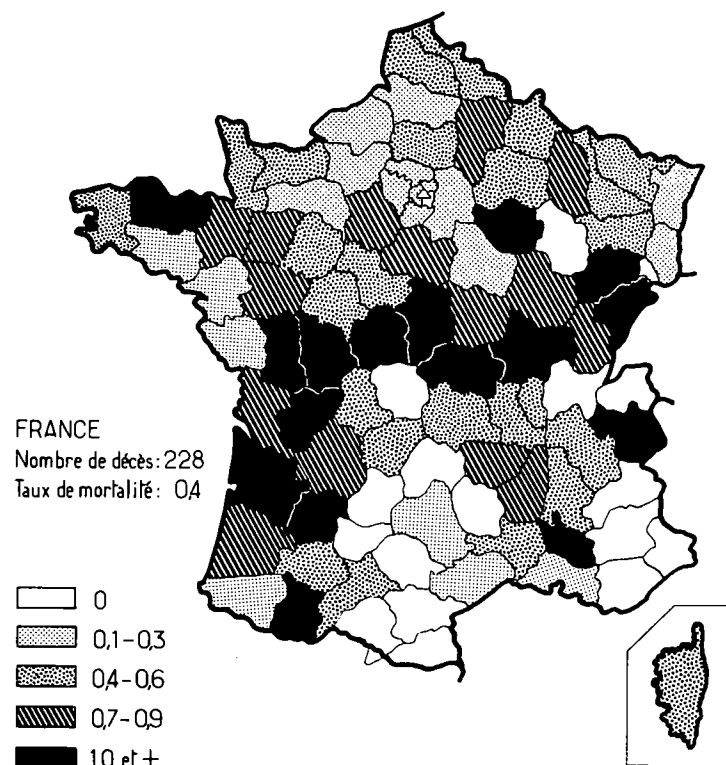 FRANCE
Nombre de décès: 228
Taux de mortalité: 0,4
0
0,1-0,3
0,4-0,6
0,7-0,9
1,0 et +